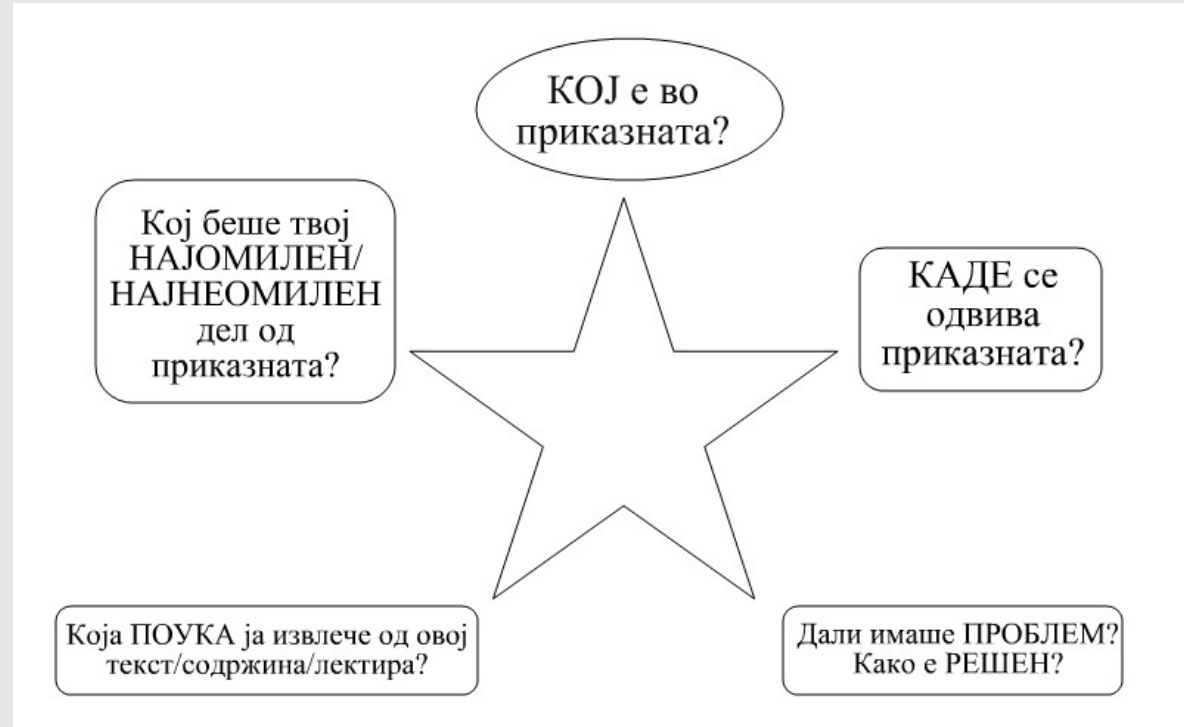 КОЈ е во
приказната?
Кој беше твој
НАЈОМИЛЕН/
НАЈНЕОМИЛЕН
дел од
приказната?
КАДЕ се
одвива
приказната?
Која ПОУКА ја извлече од овој
текст/содржина/лектира?
Дали имаше ПРОБЛЕМ?
Како е РЕШЕН?